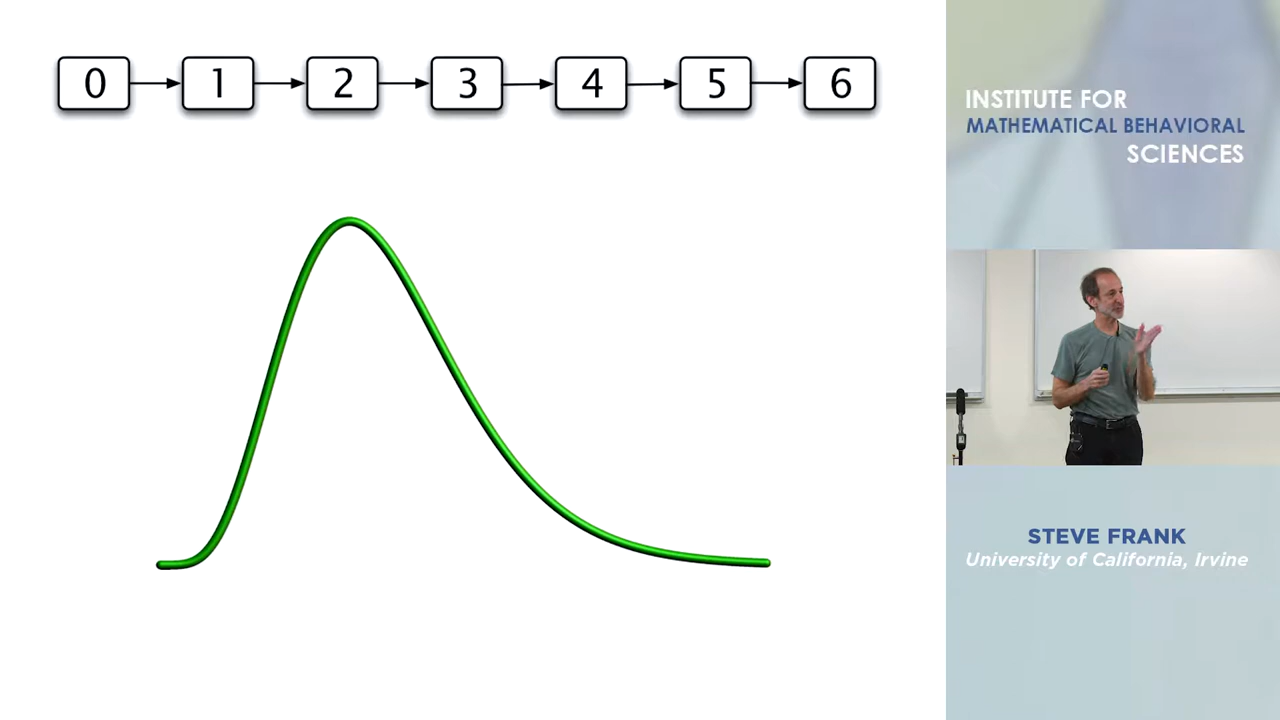 0 1 2 3 4 5 6
INSTITUTE FOR
MATHEMATICAL BEHAVIORAL
SCIENCES
STEVE FRANK
University of California, Irvine